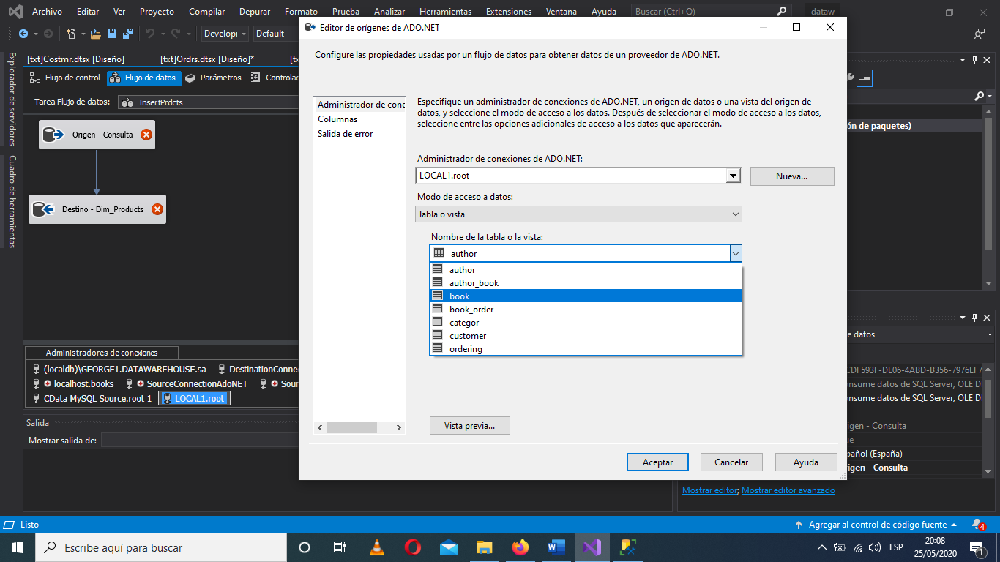 Archivo Editar Ver Proyecto Compilar Depurar Formato Prueba Analizar Herramientas Extensiones Ventana Ayuda Buscar (Ctrl+Q) dataw
Developi Default
[txt]Costmr.dtsx [Diseño] [txt]Ordrs.dtsx [Diseño]*
Flujo de control Flujo de datos Parámetros Controlac
Tarea Flujo de datos: InsertPrdcts
Explorador de servidores
Cuadro de herramientas
Origen - Consulta
Destino - Dim_Products
Administradores de conexiones
(localdb)\GEORGE1.DATAWAREHOUSE.sa DestinationConne
localhost.books SourceConnectionAdoNET Sour
CData MySQL Source.root 1 LOCAL1.root
Salida
Mostrar salida de:
Editor de orígenes de ADO.NET
Configure las propiedades usadas por un flujo de datos para obtener datos de un proveedor de ADO.NET.
Administrador de cone
Columnas
Salida de error
Especifique un administrador de conexiones de ADO.NET, un origen de datos o una vista del origen de
datos, y seleccione el modo de acceso a los datos. Después de seleccionar el modo de acceso a los datos,
seleccione entre las opciones adicionales de acceso a los datos que aparecerán.
Administrador de conexiones de ADO.NET:
LOCAL1.root
Nueva...
Modo de acceso a datos:
Tabla o vista
Nombre de la tabla o la vista:
author
author
author_book
book
book_order
categor
customer
ordering
Vista previa...
Aceptar Cancelar Ayuda
ón de paquetes)
e datos
CDF593F-DE06-4ABD-B356-7976EF7
onsume datos de SQL Server, OLE D
onsume datos de SQL Server, OLE D
rigen - Consulta
ue
pañol (España)
rigen - Consulta
Mostrar editor; Mostrar editor avanzado
Listo
Agregar al control de código fuente
4
Escribe aquí para buscar
ESP
20:08
25/05/2020
1